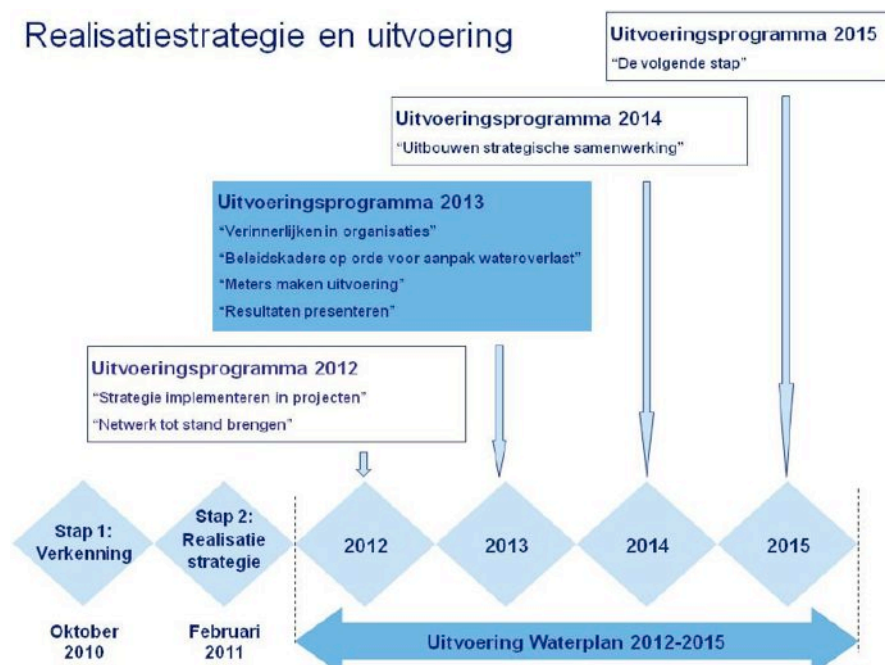 Realisatiestrategie en uitvoering
Uitvoeringsprogramma 2015
“De volgende stap”
Uitvoeringsprogramma 2014
“Uitbouwen strategische samenwerking”
Uitvoeringsprogramma 2013
“Verinnerlijken in organisaties”
“Beleidskaders op orde voor aanpak wateroverlast”
“Meters maken uitvoering”
“Resultaten presenteren”
Uitvoeringsprogramma 2012
“Strategie implementeren in projecten”
“Netwerk tot stand brengen”
Stap 1:
Verkenning
Stap 2:
Realisatie
strategie
2012
2013
2014
2015
Oktober
2010
Februari
2011
Uitvoering Waterplan 2012-2015